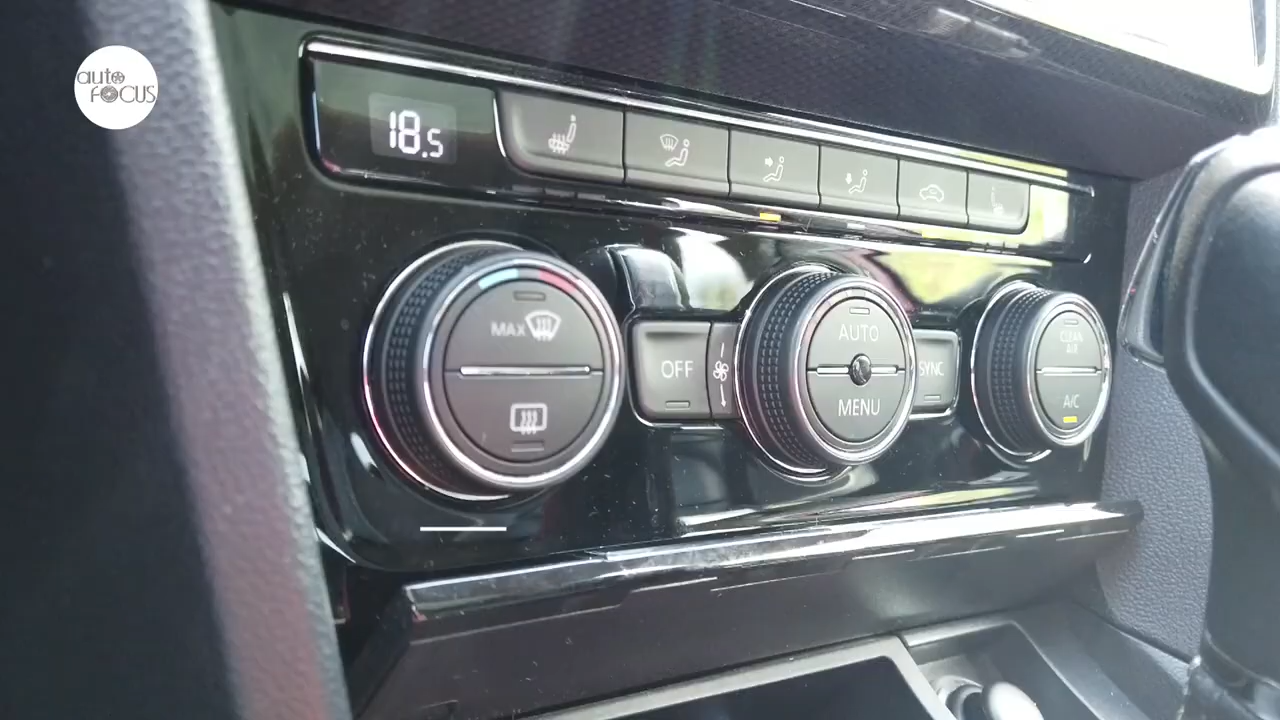 auto
FOCUS
18.5
MAX
OFF
AUTO
MENU
SYNC
CLEAN
AIR
A/C